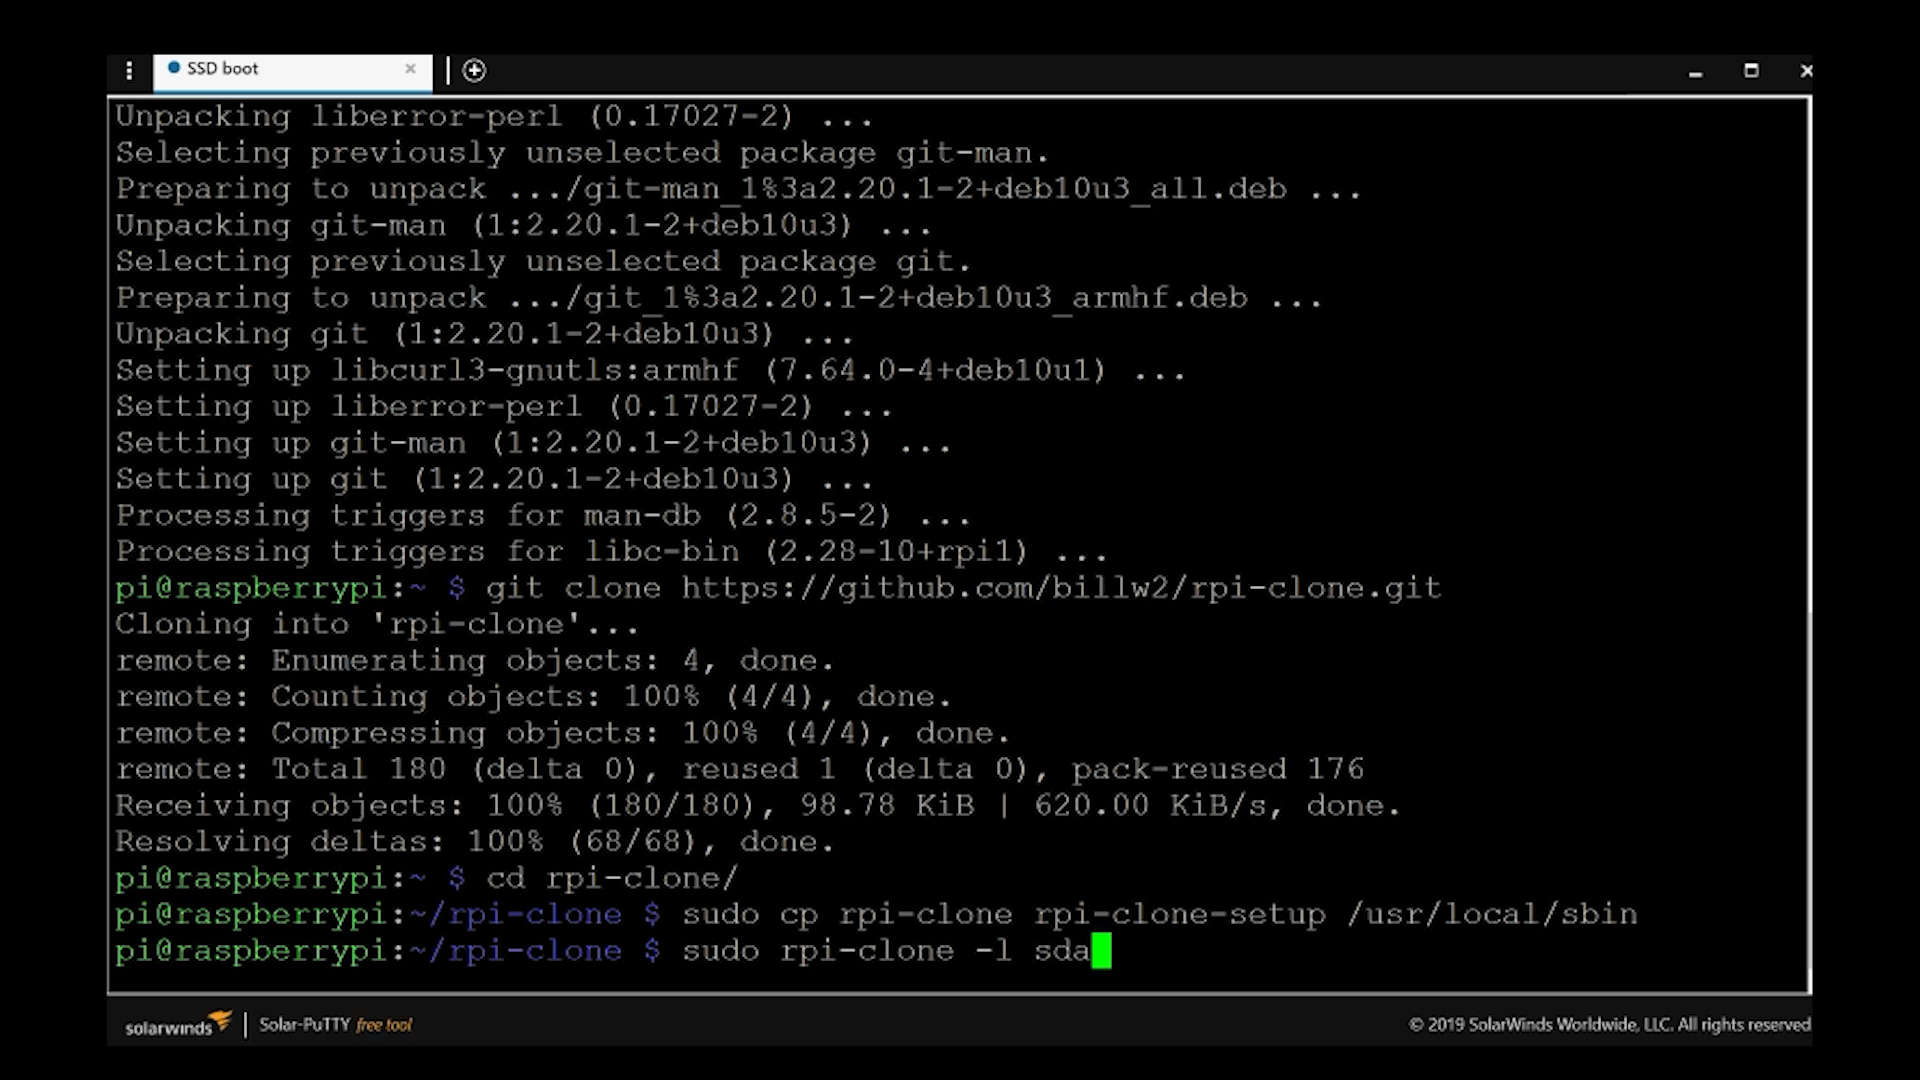 SSD boot
Unpacking liberror-perl (0.17027-2) ...
Selecting previously unselected package git-man.
Preparing to unpack .../git-man_1%3a2.20.1-2+deb10u3_all.deb ...
Unpacking git-man (1:2.20.1-2+deb10u3) ...
Selecting previously unselected package git.
Preparing to unpack .../git_1%3a2.20.1-2+deb10u3_armhf.deb ...
Unpacking git (1:2.20.1-2+deb10u3) ...
Setting up libcurl3-gnutls:armhf (7.64.0-4+deb10u1) ...
Setting up liberror-perl (0.17027-2) ...
Setting up git-man (1:2.20.1-2+deb10u3) ...
Setting up git (1:2.20.1-2+deb10u3) ...
Processing triggers for man-db (2.8.5-2) ...
Processing triggers for libc-bin (2.28-10+rpi1) ...
pi@raspberrypi:~ $ git clone https://github.com/billw2/rpi-clone.git
Cloning into 'rpi-clone'...
remote: Enumerating objects: 4, done.
remote: Counting objects: 100% (4/4), done.
remote: Compressing objects: 100% (4/4), done.
remote: Total 180 (delta 0), reused 1 (delta 0), pack-reused 176
Receiving objects: 100% (180/180), 98.78 KiB | 620.00 KiB/s, done.
Resolving deltas: 100% (68/68), done.
pi@raspberrypi:~ $ cd rpi-clone/
pi@raspberrypi:~/rpi-clone $ sudo cp rpi-clone rpi-clone-setup /usr/local/sbin
pi@raspberrypi:~/rpi-clone $ sudo rpi-clone -l sda
solarwinds | Solar-PuTTY free tool
© 2019 SolarWinds Worldwide, LLC. All rights reserved